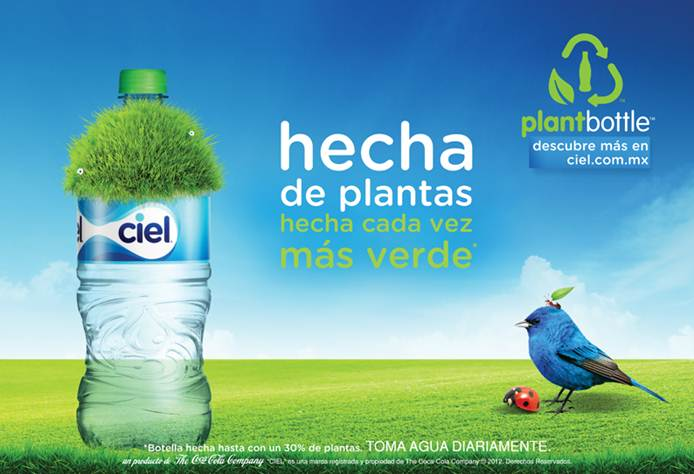 plantbottle™
descubre más en
ciel.com.mx
hecha
de plantas
hecha cada vez
más verde*
ciel
*Botella hecha hasta con un 30% de plantas. TOMA AGUA DIARIAMENTE.
un producto de The Coca-Cola Company "CIEL" es una marca registrada y propiedad de The Coca Cola Company © 2012. Derechos Reservados.